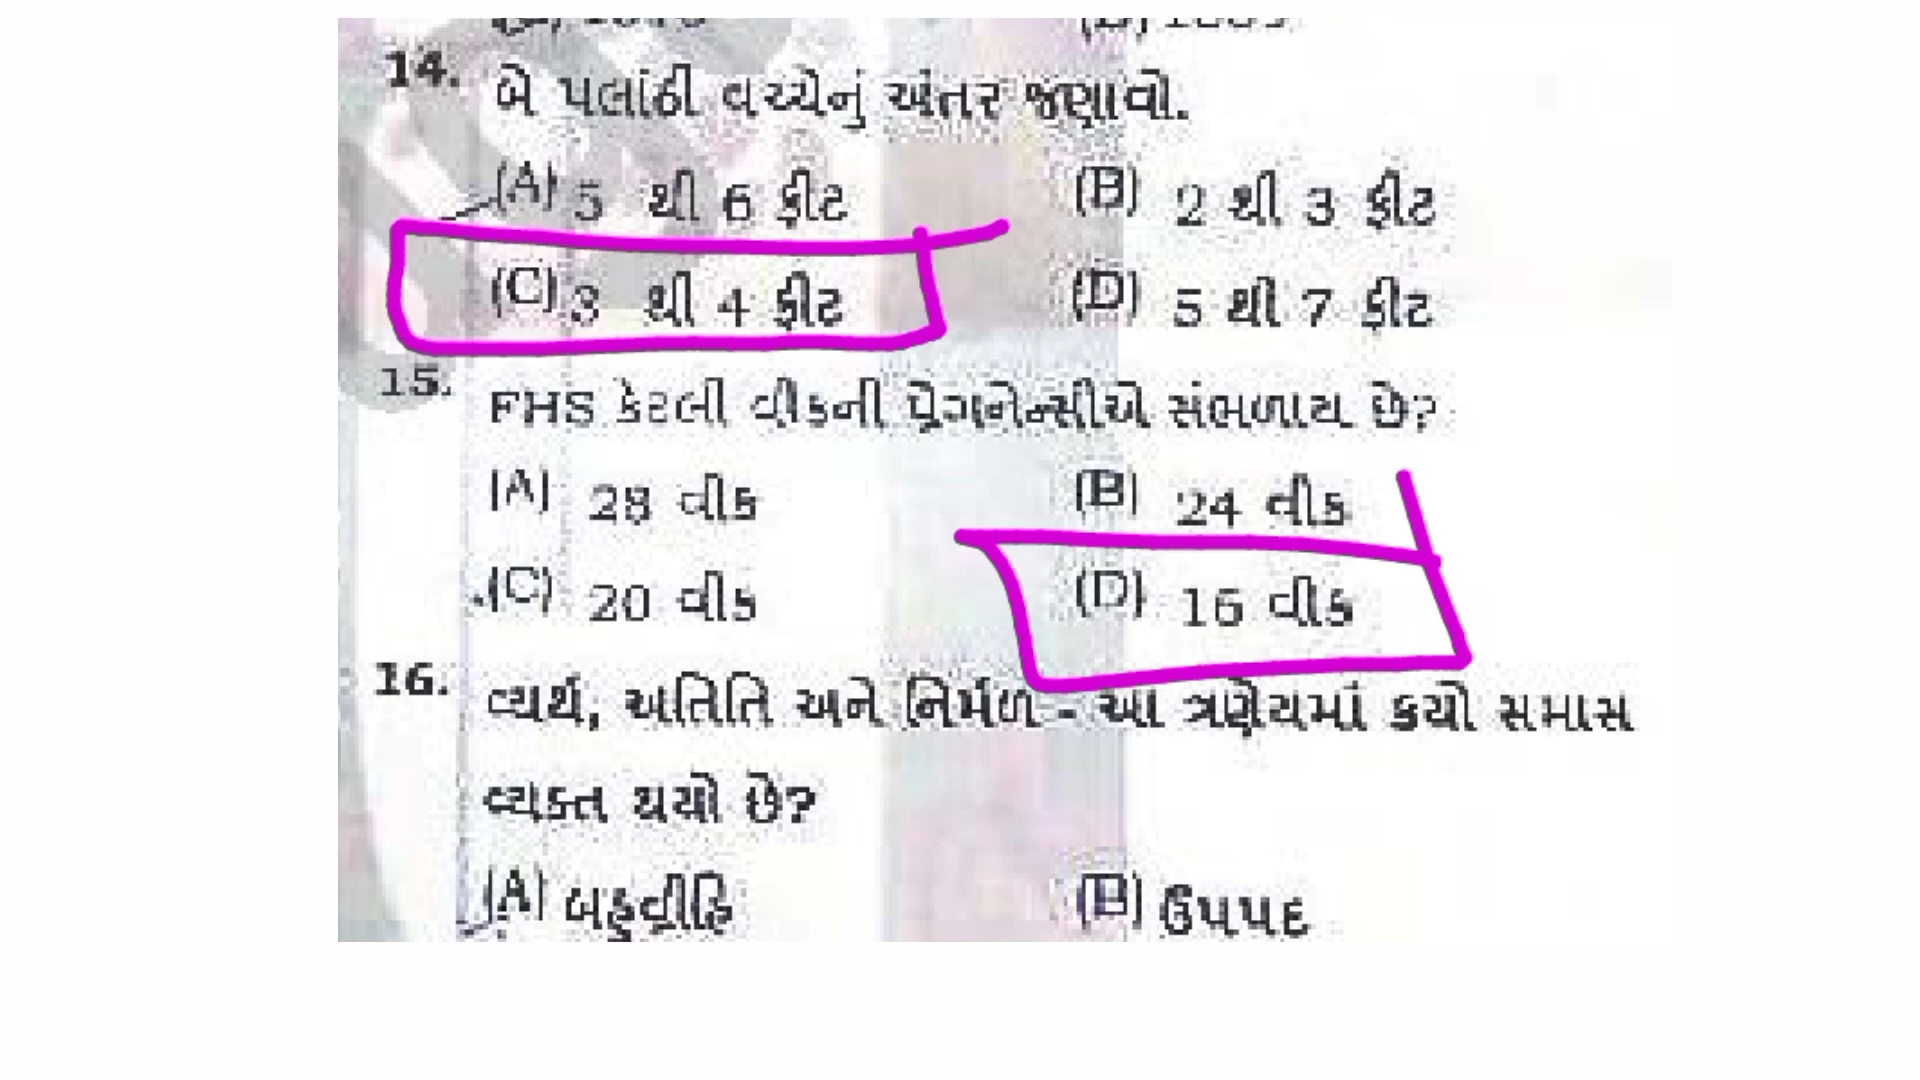 14. બે પલાંઠી વચ્ચેનું અંતર જણાવો.
(A) 5 થી 6 ફીટ (B) 2 થી 3 ફીટ
(C) 3 થી 4 ફીટ (D) 5 થી 7 ફીટ
15. FHS કેટલી વીકની પ્રેગનેન્સીએ સંભળાય છે?
(A) 28 વીક (B) 24 વીક
(C) 20 વીક (D) 16 વીક
16. વ્યર્થ, અતિતિ અને નિર્મળ - આ ત્રણેયમાં કયો સમાસ
વ્યક્ત થયો છે?
(A) બહુવ્રીહિ (B) ઉપપદ